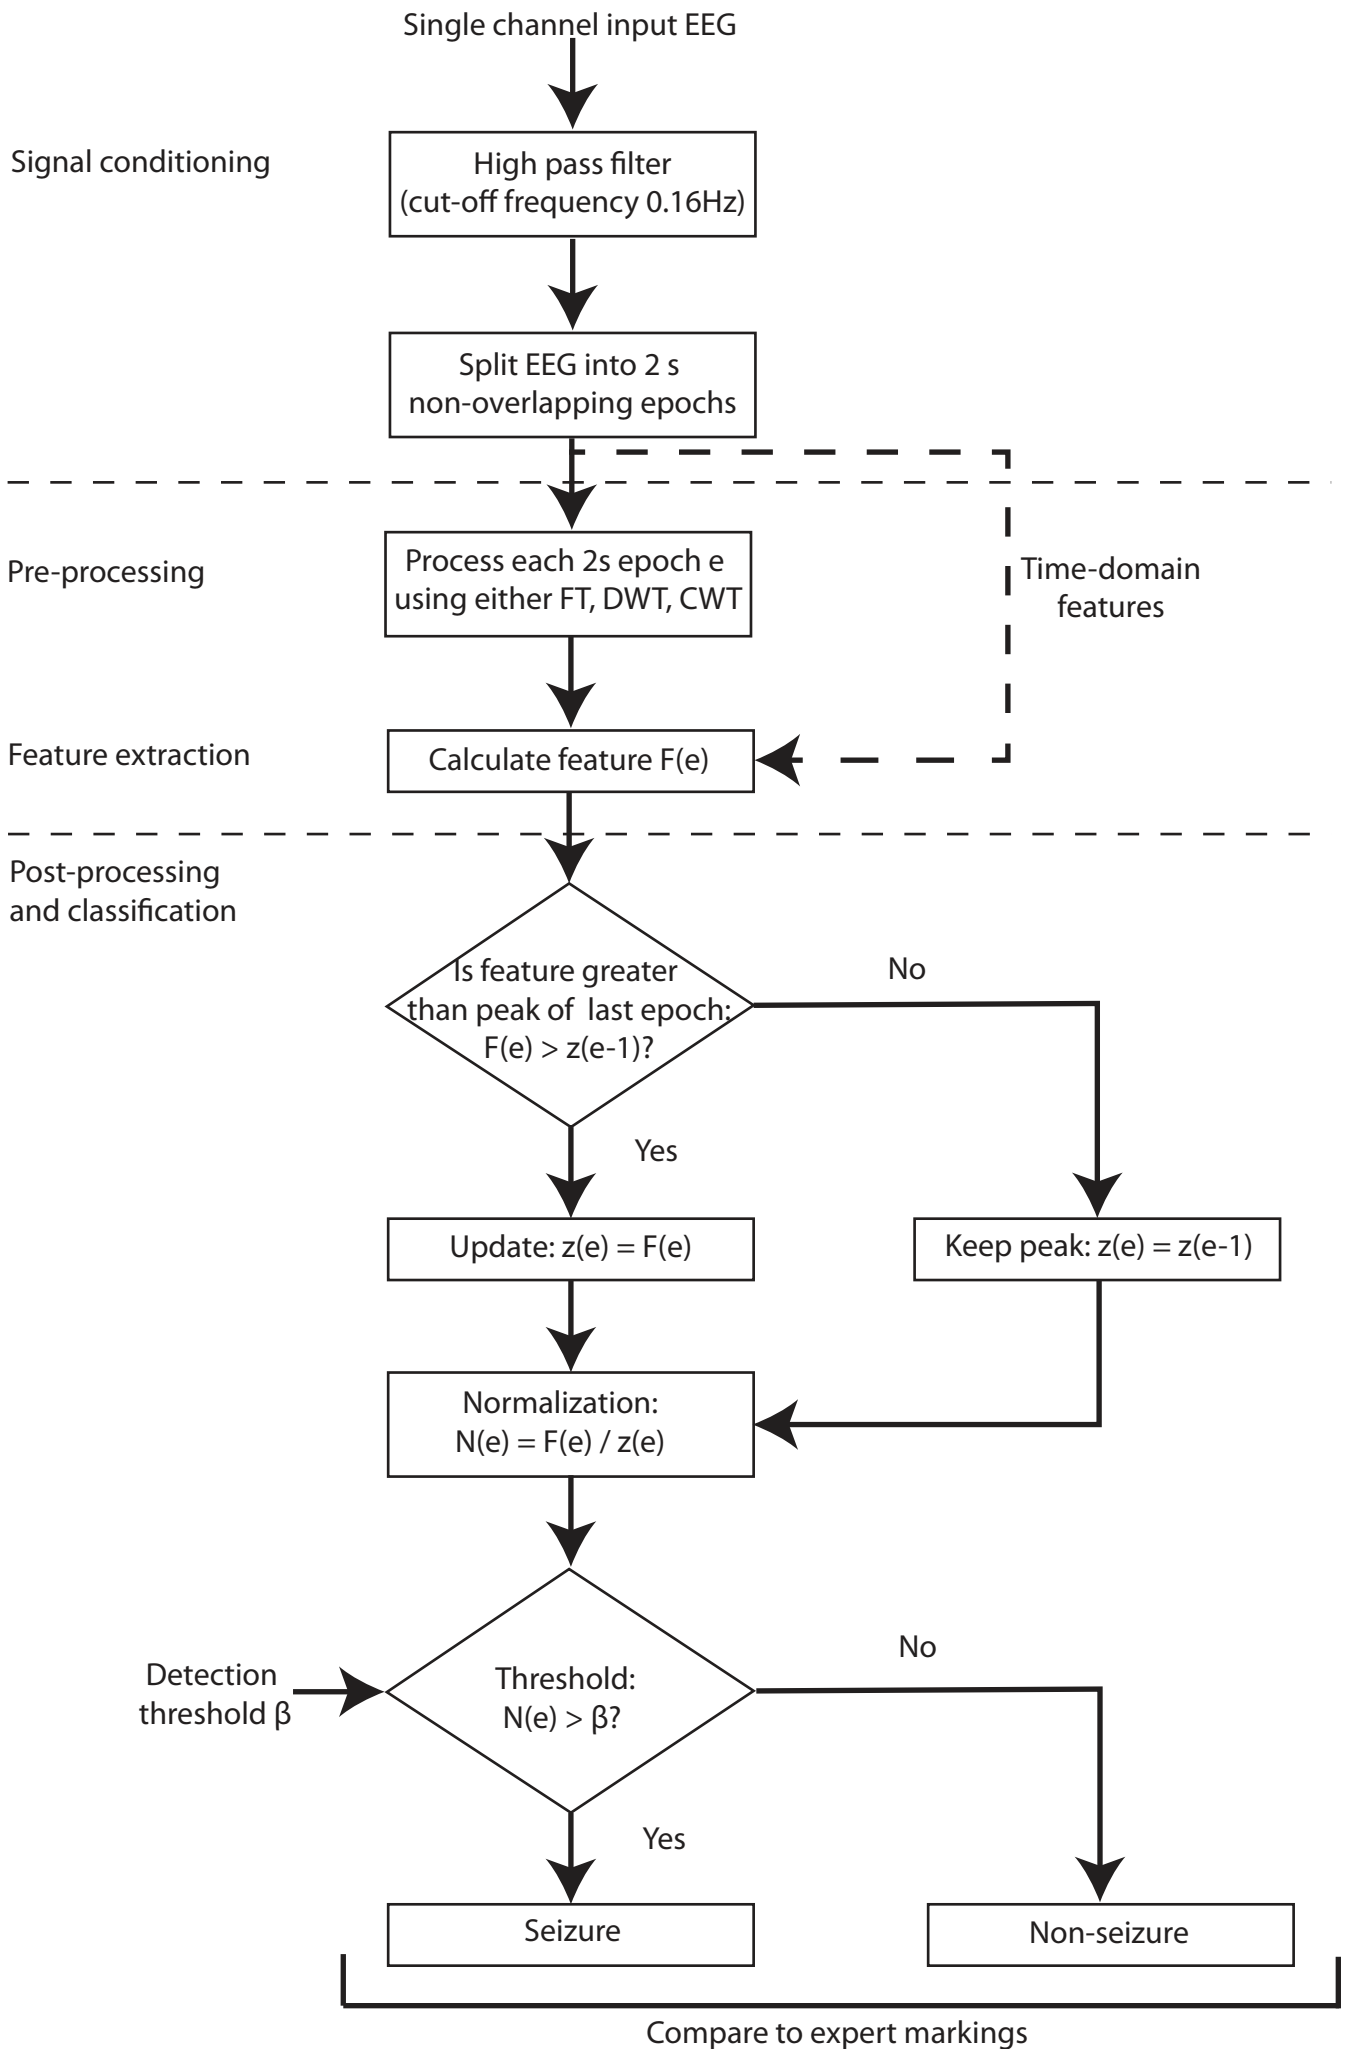 Single channel input EEG
Signal conditioning
High pass filter
(cut-off frequency 0.16Hz)
Split EEG into 2 s
non-overlapping epochs
Pre-processing
Process each 2s epoch e
using either FT, DWT, CWT
Time-domain
features
Feature extraction
Calculate feature F(e)
Post-processing
and classification
Is feature greater
than peak of last epoch:
F(e) > z(e-1)?
No
Yes
Update: z(e) = F(e)
Keep peak: z(e) = z(e-1)
Normalization:
N(e) = F(e) / z(e)
Detection
threshold β
Threshold:
N(e) > β?
No
Yes
Seizure
Non-seizure
Compare to expert markings